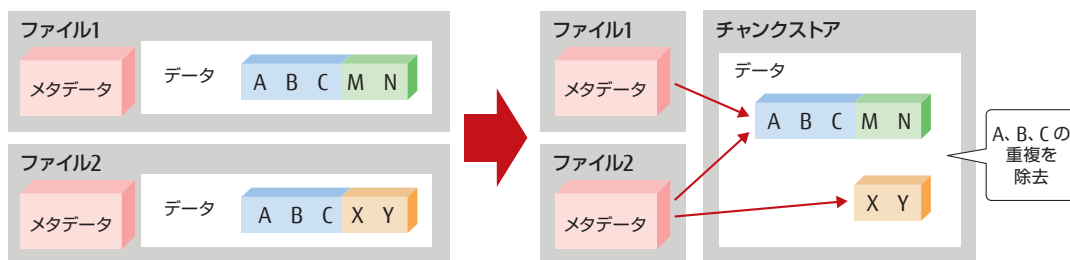 ファイル1
メタデータ
データ
A B C M N
ファイル2
メタデータ
データ
A B C X Y
ファイル1
メタデータ
ファイル2
メタデータ
チャンクストア
データ
A B C M N
X Y
A、B、Cの
重複を
除去